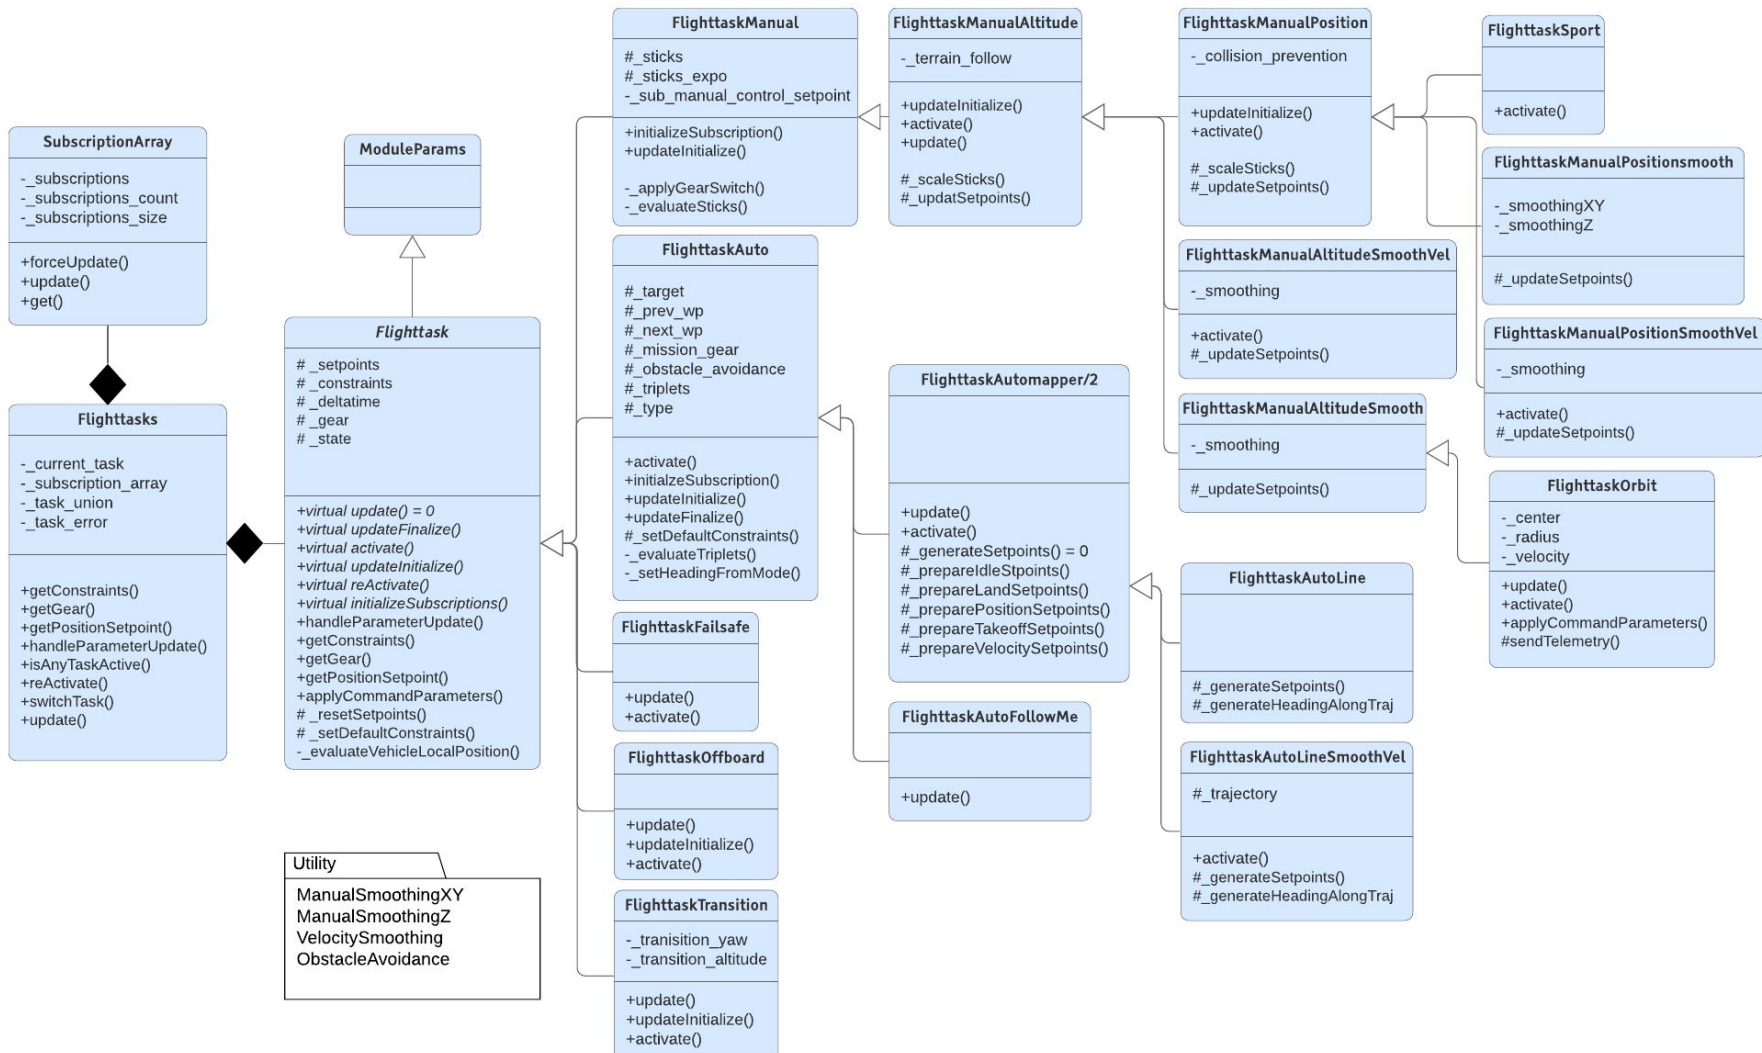 SubscriptionArray
-_subscriptions
-_subscriptions_count
-_subscriptions_size
+forceUpdate()
+update()
+get()
Flighttasks
-_current_task
-_subscription_array
-_task_union
-_task_error
+getConstraints()
+getGear()
+getPositionSetpoint()
+handleParameterUpdate()
+isAnyTaskActive()
+reActivate()
+switchTask()
+update()
ModuleParams
Flighttask
# _setpoints
# _constraints
# _deltatime
# _gear
# _state
+virtual update() = 0
+virtual updateFinalize()
+virtual activate()
+virtual updateInitialize()
+virtual reActivate()
+virtual initializeSubscriptions()
+handleParameterUpdate()
+getConstraints()
+getGear()
+getPositionSetpoint()
+applyCommandParameters()
# _resetSetpoints()
# _setDefaultConstraints()
-_evaluateVehicleLocalPosition()
Utility
ManualSmoothingXY
ManualSmoothingZ
VelocitySmoothing
ObstacleAvoidance
FlighttaskManual
#_sticks
#_sticks_expo
-_sub_manual_control_setpoint
+initializeSubscription()
+updateInitialize()
-_applyGearSwitch()
-_evaluateSticks()
FlighttaskAuto
#_target
#_prev_wp
#_next_wp
#_mission_gear
#_obstacle_avoidance
#_triplets
#_type
+activate()
+initialzeSubscription()
+updateInitialize()
+updateFinalize()
#_setDefaultConstraints()
-_evaluateTriplets()
-_setHeadingFromMode()
FlighttaskFailsafe
+update()
+activate()
FlighttaskOffboard
+update()
+updateInitialize()
+activate()
FlighttaskTransition
-_tranisition_yaw
-_transition_altitude
+update()
+updateInitialize()
+activate()
FlighttaskManualAltitude
-_terrain_follow
+updateInitialize()
+activate()
+update()
#_scaleSticks()
#_updatSetpoints()
FlighttaskAutomapper/2
+update()
+activate()
#_generateSetpoints() = 0
#_prepareIdleStpoints()
#_prepareLandSetpoints()
#_preparePositionSetpoints()
#_prepareTakeoffSetpoints()
#_prepareVelocitySetpoints()
FlighttaskAutoFollowMe
+update()
FlighttaskManualPosition
-_collision_prevention
+updateInitialize()
+activate()
#_scaleSticks()
#_updateSetpoints()
FlighttaskManualAltitudeSmoothVel
-_smoothing
+activate()
#_updateSetpoints()
FlighttaskManualAltitudeSmooth
-_smoothing
#_updateSetpoints()
FlighttaskAutoLine
#_generateSetpoints()
#_generateHeadingAlongTraj
FlighttaskAutoLineSmoothVel
#_trajectory
+activate()
#_generateSetpoints()
#_generateHeadingAlongTraj
FlighttaskSport
+activate()
FlighttaskManualPositionsmooth
-_smoothingXY
-_smoothingZ
#_updateSetpoints()
FlighttaskManualPositionSmoothVel
-_smoothing
+activate()
#_updateSetpoints()
FlighttaskOrbit
-_center
-_radius
-_velocity
+update()
+activate()
+applyCommandParameters()
#sendTelemetry()